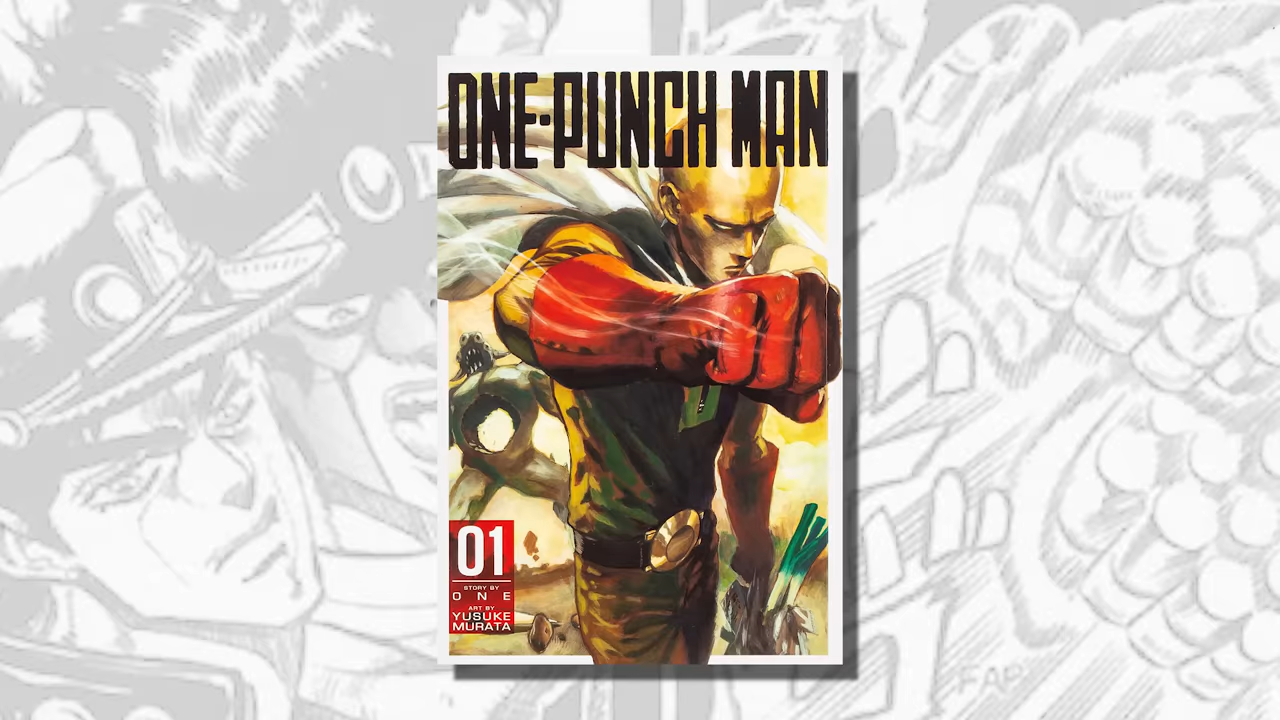 ONE-PUNCH MAN
01
STORY BY
ONE
ART BY
YUSUKE
MURATA